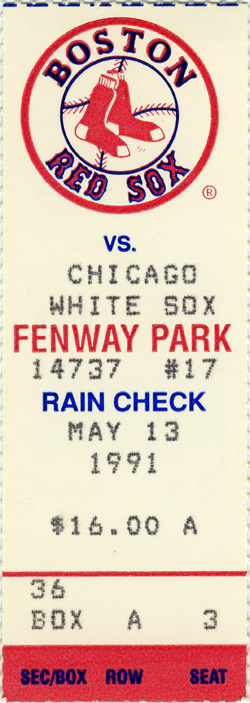 BOSTON
RED SOX
®
VS.
CHICAGO
WHITE SOX
FENWAY PARK
14737 #17
RAIN CHECK
MAY 13
1991
$16.00 A
36
BOX A 3
SEC/BOX ROW SEAT